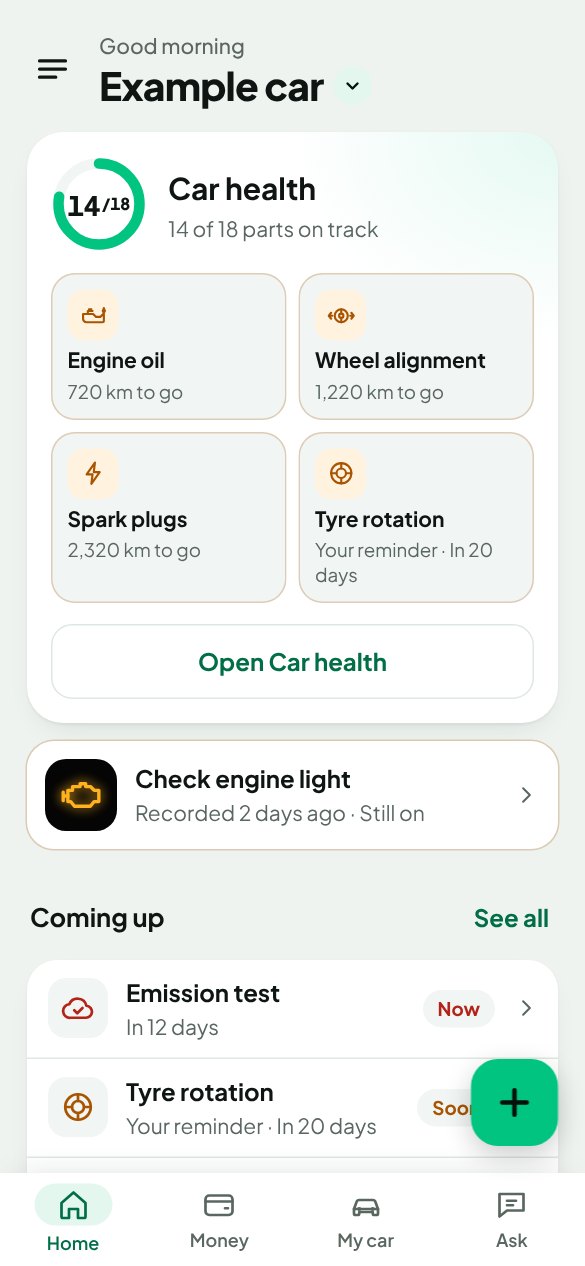 Good morning
Example car
14/18
Car health
14 of 18 parts on track
Engine oil
720 km to go
Wheel alignment
1,220 km to go
Spark plugs
2,320 km to go
Tyre rotation
Your reminder · In 20
days
Open Car health
Check engine light
Recorded 2 days ago · Still on
Coming up
See all
Emission test
In 12 days
Now
Tyre rotation
Your reminder · In 20 days
Home
Money
My car
Ask